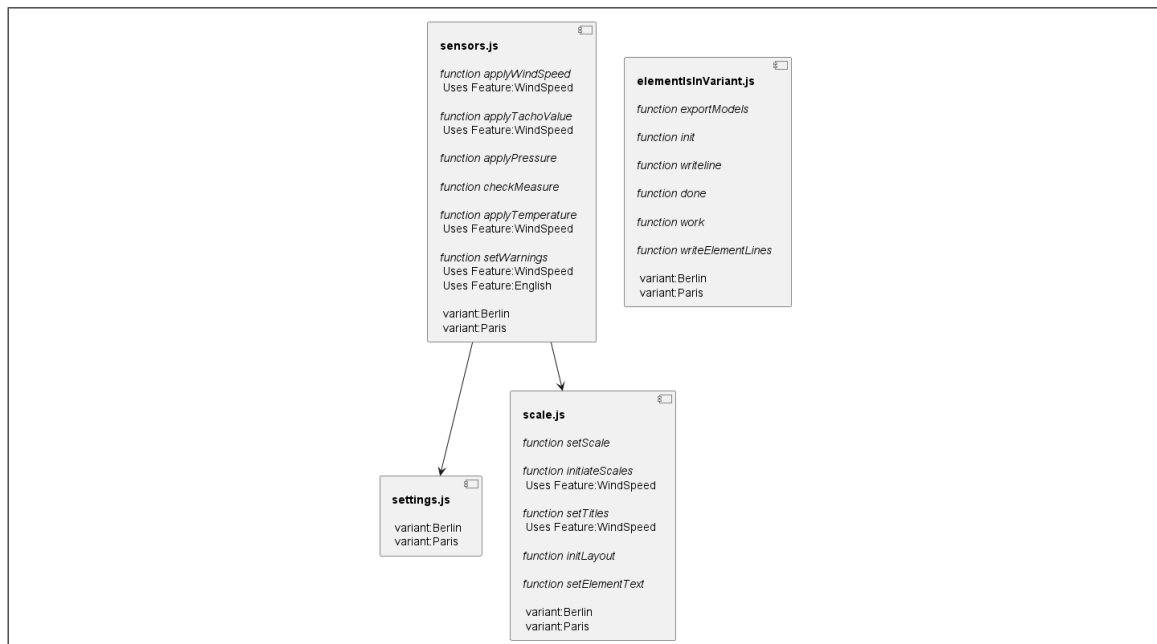 sensors.js
function applyWindSpeed
Uses Feature:WindSpeed
function applyTachoValue
Uses Feature:WindSpeed
function applyPressure
function checkMeasure
function applyTemperature
Uses Feature:WindSpeed
function setWarnings
Uses Feature:WindSpeed
Uses Feature:English
variant:Berlin
variant:Paris
elementIsInVariant.js
function exportModels
function init
function writeline
function done
function work
function writeElementLines
variant:Berlin
variant:Paris
settings.js
variant:Berlin
variant:Paris
scale.js
function setScale
function initiateScales
Uses Feature:WindSpeed
function setTitles
Uses Feature:WindSpeed
function initLayout
function setElementText
variant:Berlin
variant:Paris